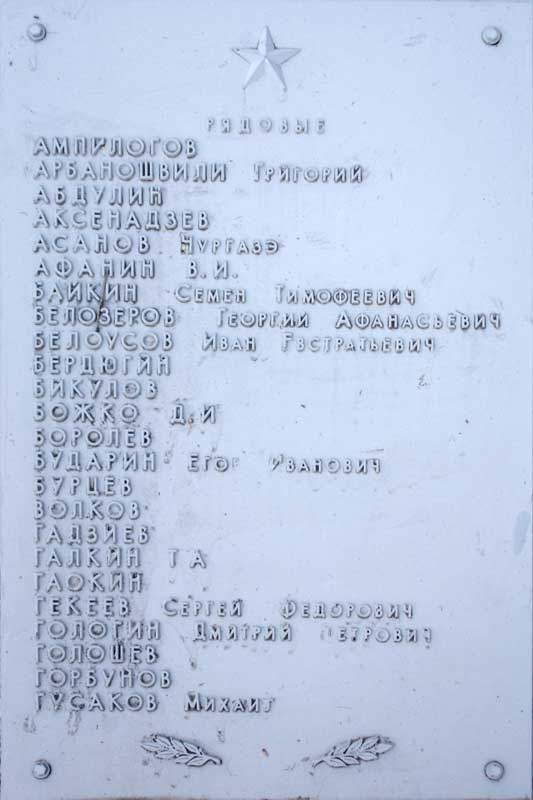 РЯДОВЫЕ
АМПИЛОГОВ
АРБАНОШВИЛИ ГРИГОРИЙ
АБДУЛИН
АКСЕНАДЗЕВ
АСАНОВ ЧУРГАЗЭ
АФАНИН В.И.
БАЙКИН СЕМЕН ТИМОФЕЕВИЧ
БЕЛОЗЕРОВ ГЕОРГИЙ АФАНАСЬЕВИЧ
БЕЛОУСОВ ИВАН ЕВСТРАТЬЕВИЧ
БЕРДЮГИН
БИКУЛОВ
БОЖКО Д.И
БОРОЛЕВ
БУДАРИН ЕГОР ИВАНОВИЧ
БУРЦЕВ
ВОЛКОВ
ГАДЗИЕВ
ГАЛКИН Г А
ГАОКИН
ГЕКЕЕВ СЕРГЕЙ ФЕДОРОВИЧ
ГОЛОГИН ДМИТРИЙ ПЕТРОВИЧ
ГОЛОШЕВ
ГОРБУНОВ
ГУСАКОВ МИХАИЛ